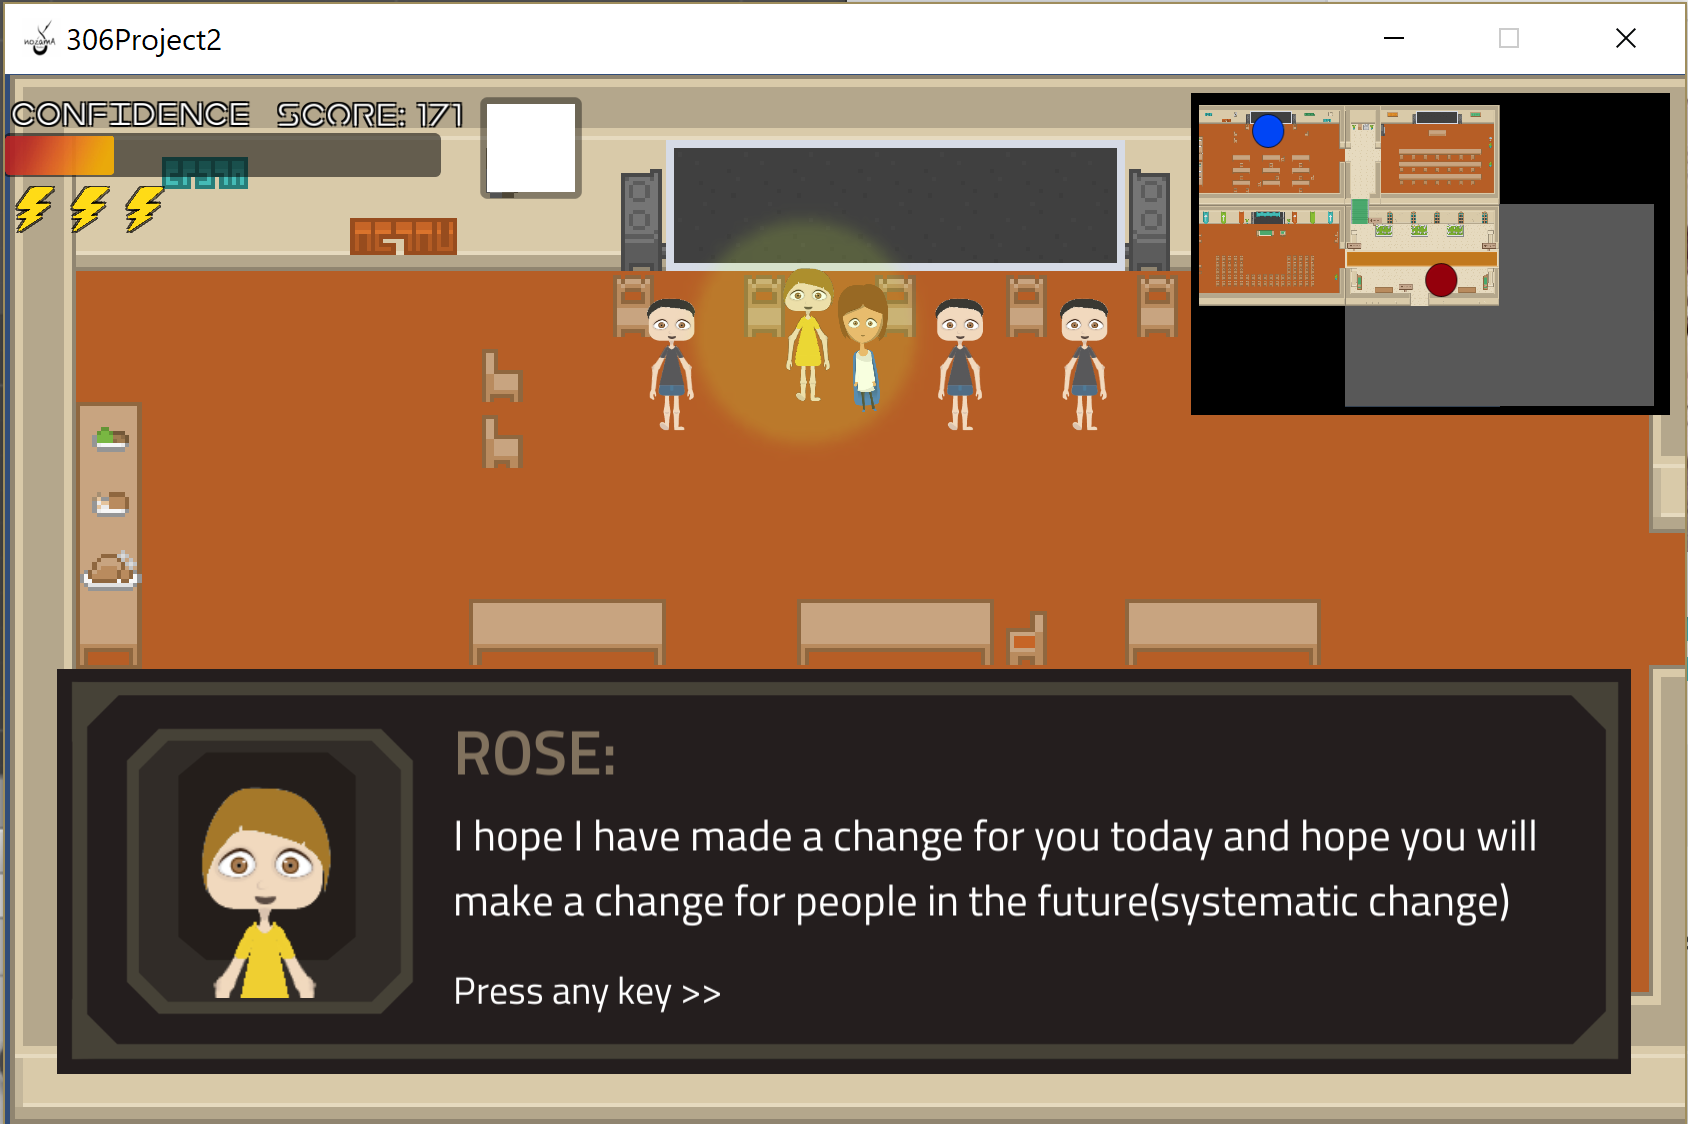 306Project2
CONFIDENCE SCORE: 171
ROSE:
I hope I have made a change for you today and hope you will
make a change for people in the future(systematic change)
Press any key >>